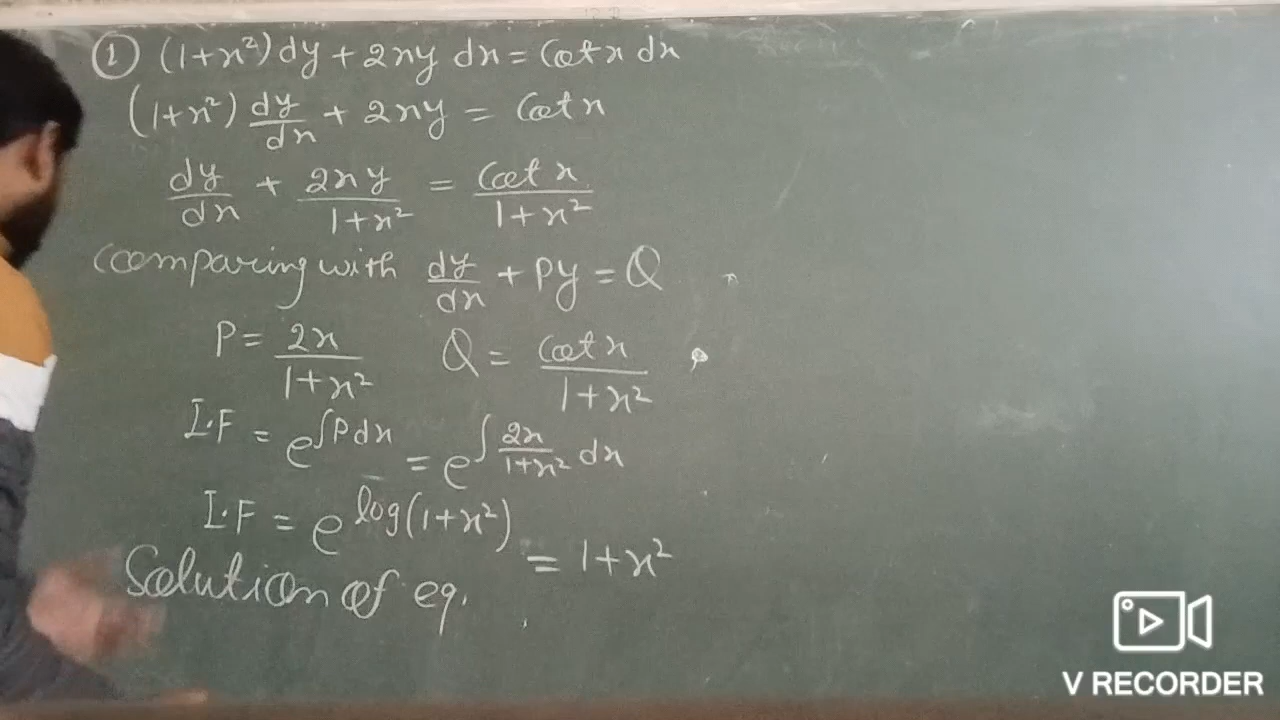 ① (1+x²)dy + 2xy dx = Cot x dx
(1+x²) dy/dx + 2xy = Cot x
dy/dx + 2xy/1+x² = Cot x/1+x²
Comparing with dy/dx + Py = Q
P = 2x/1+x² Q = Cot x/1+x²
I.F = e^∫Pdx = e^∫2x/1+x² dx
I.F = e^log(1+x²) = 1+x²
Solution of eq.
V RECORDER